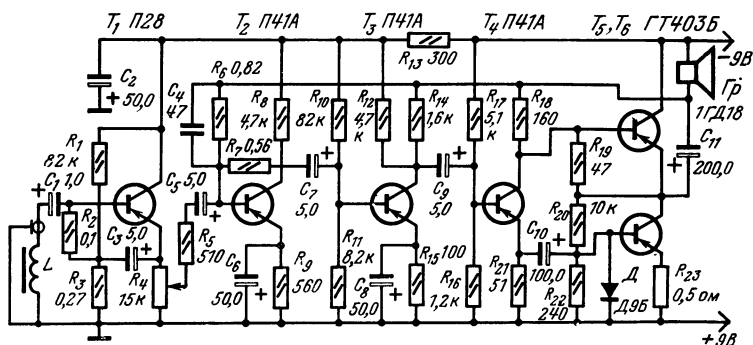 T₁ П28 T₂ П41А T₃ П41А T₄ П41А T₅, T₆ ГТ403Б
R₁₃ 300
-9В
C₂
+ 50,0
R₆ 0,82
C₄
47
R₈
4,7к
R₁₀
82к
R₁₂
4,7
к
R₁₄
1,6к
R₁₇
5,1
к
R₁₈
160
Гр
1ГД18
R₁
82 к
C₁ 1,0
+
R₇ 0,56
C₅ 5,0
+
C₇
5,0
+
C₉
5,0
+
R₁₉
47
C₁₁
200,0
+
R₂
0,1
C₃ 5,0
+
R₅
510
R₁₁
8,2к
R₁₅ 100
C₁₀
100,0
+
R₂₀ 10к
L
R₃
0,27
R₄
15к
C₆
50,0
+
R₉
560
C₈
50,0
+
R₁₆
1,2к
R₂₁
51
R₂₂
240
Д
Д9Б
R₂₃
0,5 ом
+9В